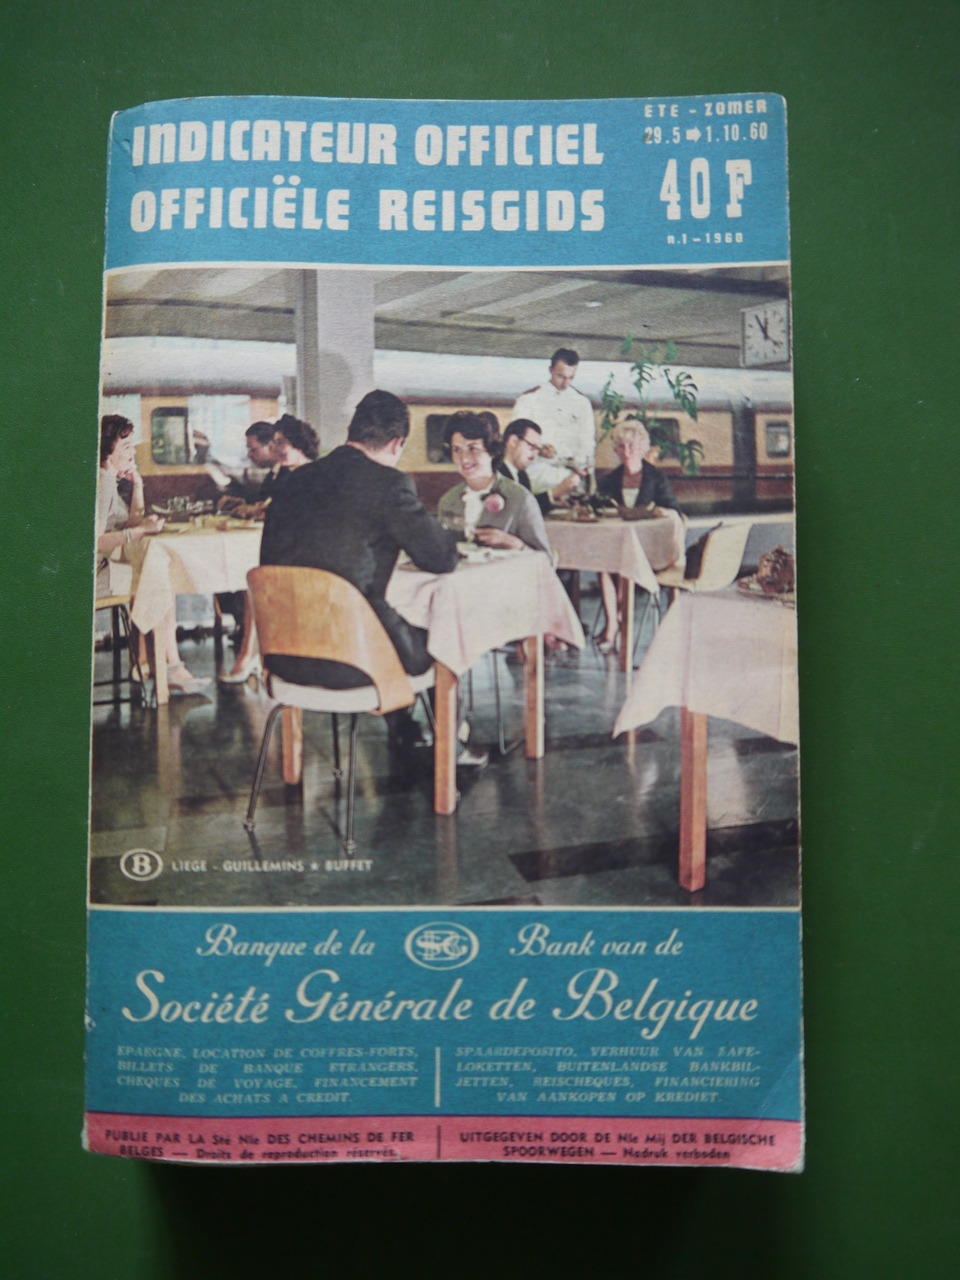 INDICATEUR OFFICIEL
OFFICIËLE REISGIDS
ETE - ZOMER
29.5 ➡ 1.10.60
40 F
n.1 - 1960
B LIEGE - GUILLEMINS ★ BUFFET
Banque de la
Bank van de
Société Générale de Belgique
EPARGNE, LOCATION DE COFFRES-FORTS,
BILLETS DE BANQUE ETRANGERS,
CHEQUES DE VOYAGE, FINANCEMENT
DES ACHATS A CREDIT.
SPAARDEPOSITO, VERHUUR VAN SAFE-
LOKETTEN, BUITENLANDSE BANKBIL-
JETTEN, REISCHEQUES, FINANCIERING
VAN AANKOPEN OP KREDIET.
PUBLIE PAR LA Sté Nle DES CHEMINS DE FER
BELGES — Droits de reproduction réservés.
UITGEGEVEN DOOR DE Nle Mij DER BELGISCHE
SPOORWEGEN — Nadruk verboden